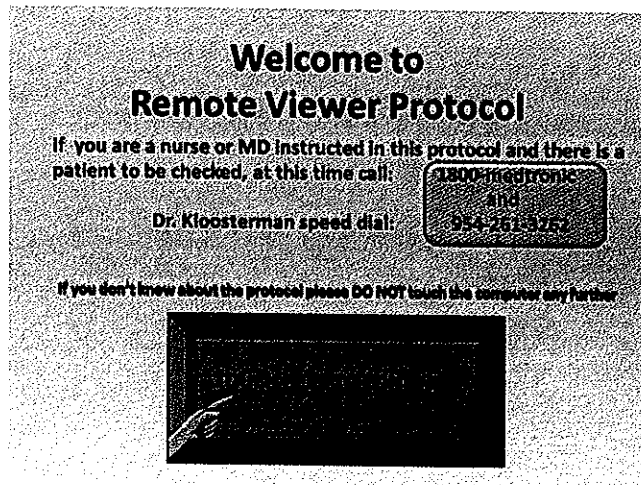 Welcome to
Remote Viewer Protocol
If you are a nurse or MD instructed in this protocol and there is a
patient to be checked, at this time call: 1800-medtronic
and
Dr. Kloosterman speed dial: 954-261-3262
If you don't know about the protocol please DO NOT touch the computer any further